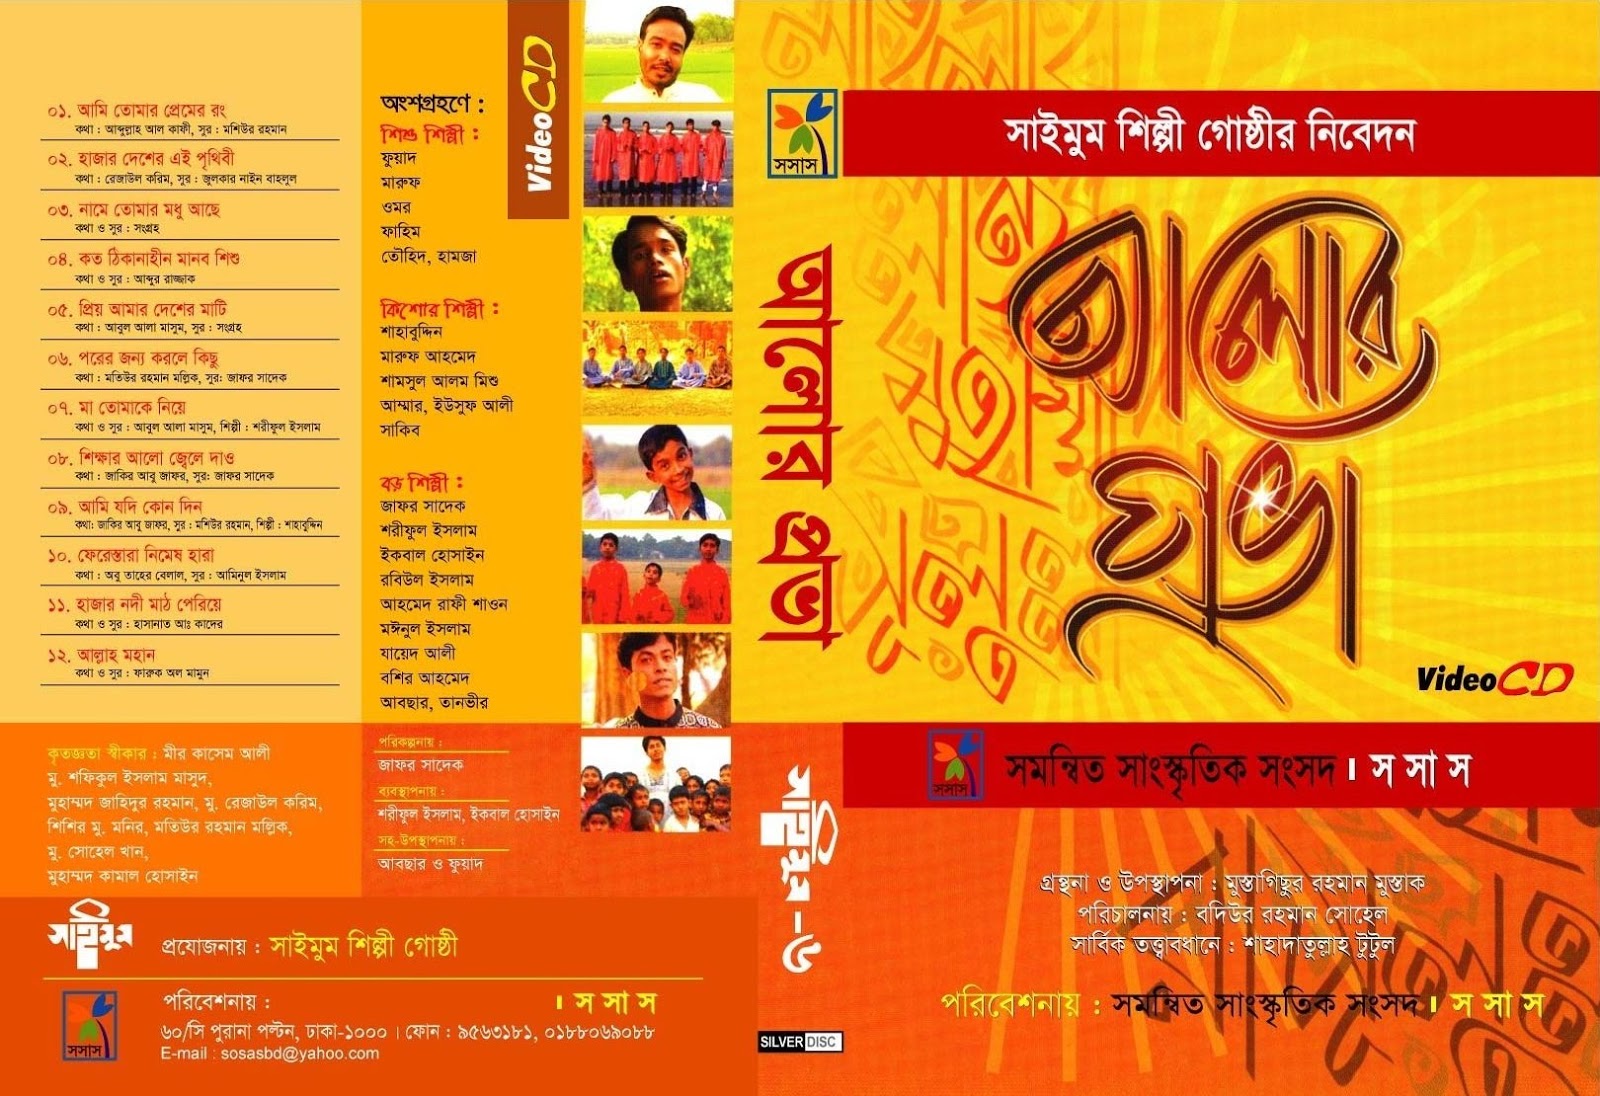 ০১. আমি তোমার প্রেমের রং
কথা : আব্দুল্লাহ আল কাফী, সুর : মশিউর রহমান
০২. হাজার দেশের এই পৃথিবী
কথা : রেজাউল করিম, সুর : জুলকার নাইন বাহলুল
০৩. নামে তোমার মধু আছে
কথা ও সুর : সংগ্রহ
০৪. কত ঠিকানাহীন মানব শিশু
কথা ও সুর : আব্দুর রাজ্জাক
০৫. প্রিয় আমার দেশের মাটি
কথা : আবুল আলা মাসুম, সুর : সংগ্রহ
০৬. পরের জন্য করলে কিছু
কথা : মতিউর রহমান মল্লিক, সুর: জাফর সাদেক
০৭. মা তোমাকে নিয়ে
কথা ও সুর : আবুল আলা মাসুম, শিল্পী : শরীফুল ইসলাম
০৮. শিক্ষার আলো জ্বেলে দাও
কথা : জাকির আবু জাফর, সুর: জাফর সাদেক
০৯. আমি যদি কোন দিন
কথা: জাকির আবু জাফর, সুর : মশিউর রহমান, শিল্পী : শাহাবুদ্দিন
১০. ফেরেস্তারা নিমেষ হারা
কথা : অবু তাহের বেলাল, সুর : আমিনুল ইসলাম
১১. হাজার নদী মাঠ পেরিয়ে
কথা ও সুর : হাসানাত আঃ কাদের
১২. আল্লাহ মহান
কথা ও সুর : ফারুক অল মামুন
কৃতজ্ঞতা স্বীকার : মীর কাসেম আলী
মু. শফিকুল ইসলাম মাসুদ,
মুহাম্মদ জাহিদুর রহমান, মু. রেজাউল করিম,
শিশির মু. মনির, মতিউর রহমান মল্লিক,
মু. সোহেল খান,
মুহাম্মদ কামাল হোসাইন
অংশগ্রহণে :
শিশু শিল্পী :
ফুয়াদ
মারুফ
ওমর
ফাহিম
তৌহিদ, হামজা
কিশোর শিল্পী :
শাহাবুদ্দিন
মারুফ আহমেদ
শামসুল আলম মিশু
আম্মার, ইউসুফ আলী
সাকিব
বড় শিল্পী :
জাফর সাদেক
শরীফুল ইসলাম
ইকবাল হোসাইন
রবিউল ইসলাম
আহমেদ রাফী শাওন
মঈনুল ইসলাম
যায়েদ আলী
বশির আহমেদ
আবছার, তানভীর
পরিকল্পনায় :
জাফর সাদেক
ব্যবস্থাপনায় :
শরীফুল ইসলাম, ইকবাল হোসাইন
সহ-উপস্থাপনায় :
আবছার ও ফুয়াদ
VideoCD
সাইমুম
প্রযোজনায় : সাইমুম শিল্পী গোষ্ঠী
সসাস
পরিবেশনায় :
। স সা স
৬০/সি পুরানা পল্টন, ঢাকা-১০০০ । ফোন : ৯৫৬৩১৮১, ০১৮৮০৬৯০৮৮
E-mail : sosasbd@yahoo.com
আলোর প্রভা
সাইমুম -৬
SILVER DISC
সসাস
সাইমুম শিল্পী গোষ্ঠীর নিবেদন
আলোর
প্রভা
VideoCD
সসাস
সমন্বিত সাংস্কৃতিক সংসদ । স সা স
গ্রন্থনা ও উপস্থাপনা : মুস্তাগিছুর রহমান মুস্তাক
পরিচালনায় : বদিউর রহমান সোহেল
সার্বিক তত্ত্বাবধানে : শাহাদাতুল্লাহ টুটুল
পরিবেশনায় : সমন্বিত সাংস্কৃতিক সংসদ । স সা স